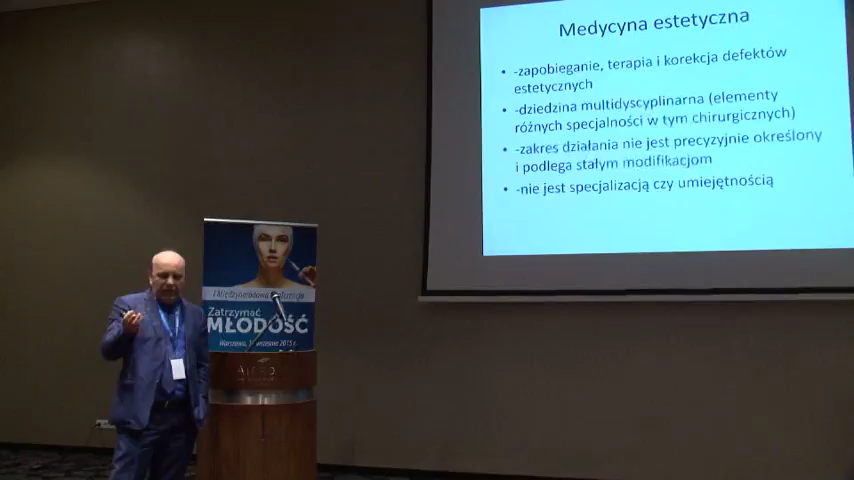 Medycyna estetyczna
• -zapobieganie, terapia i korekcja defektów
estetycznych
• -dziedzina multidyscyplinarna (elementy
różnych specjalności w tym chirurgicznych)
• -zakres działania nie jest precyzyjnie określony
i podlega stałym modyfikacjom
• -nie jest specjalizacją czy umiejętnością
I Międzynarodowa
Zatrzymać
MŁODOŚĆ
Warszawa, wrzesień 2015 r.